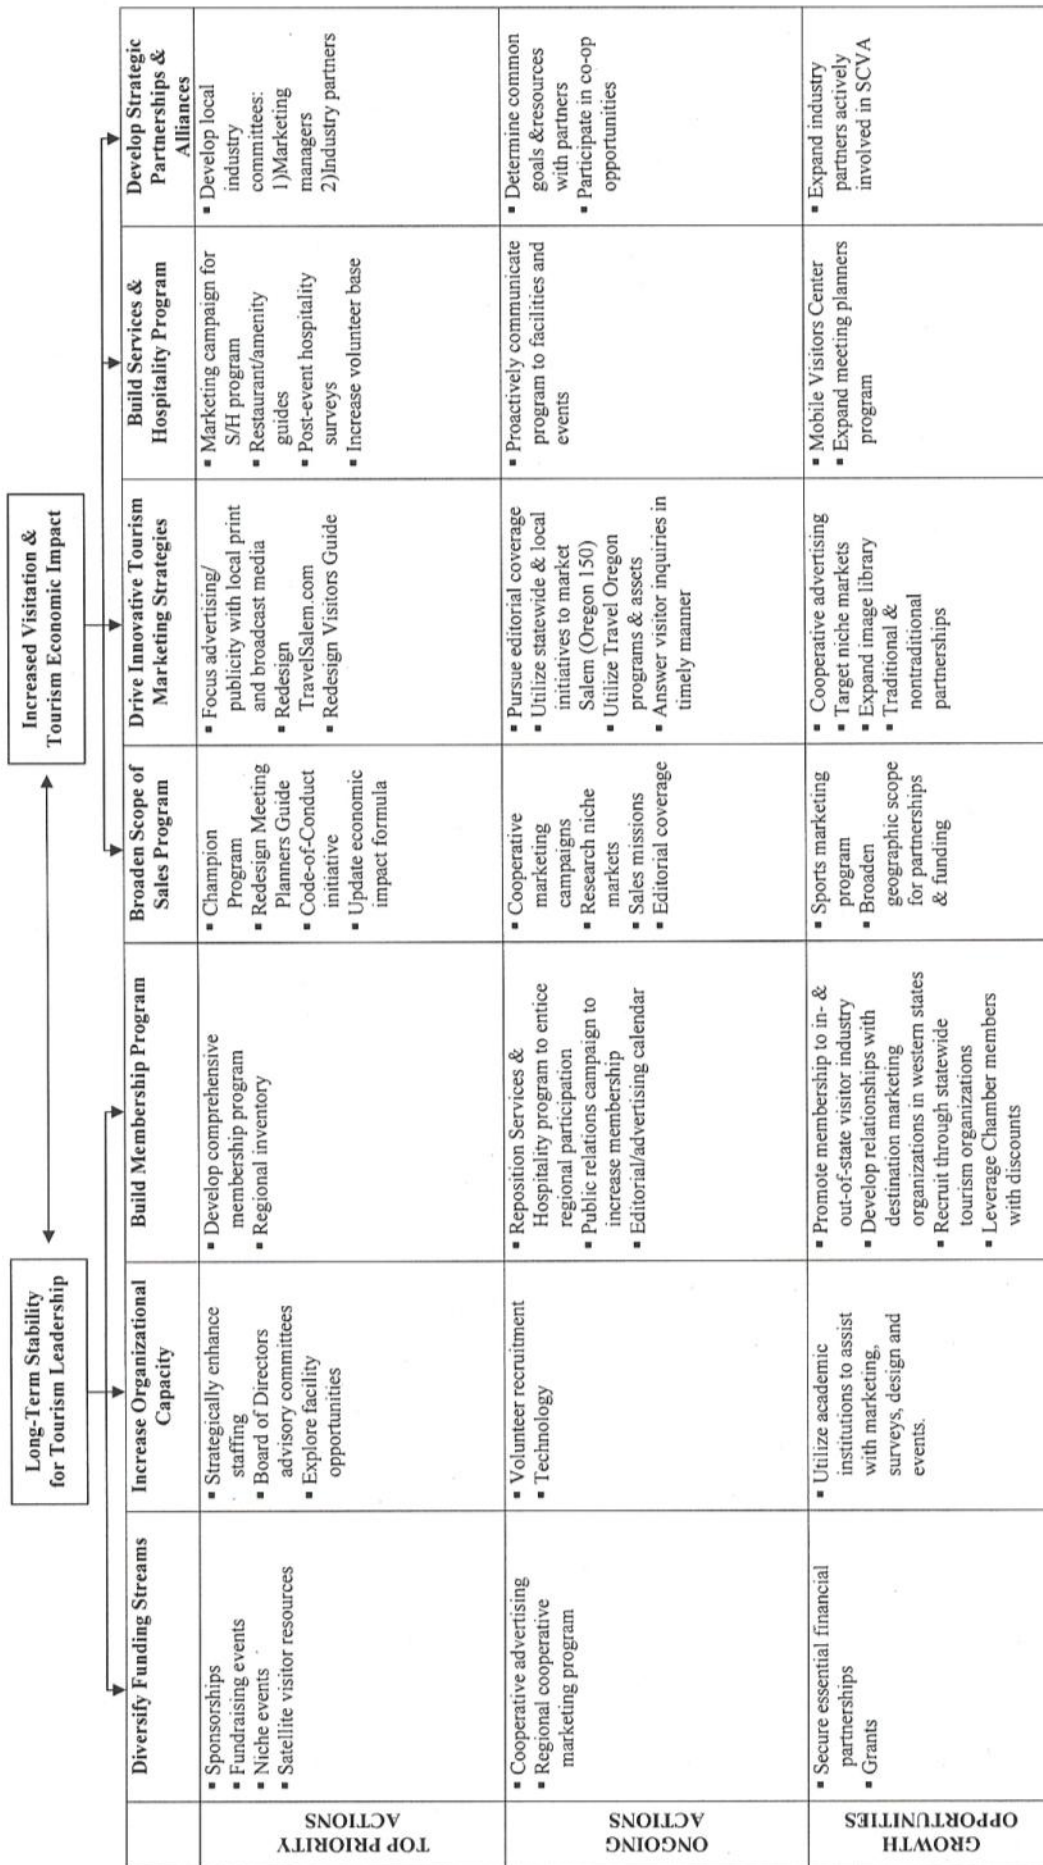 Long-Term Stability
for Tourism Leadership
Increased Visitation &
Tourism Economic Impact
Diversify Funding Streams
Increase Organizational
Capacity
Build Membership Program
Broaden Scope of
Sales Program
Drive Innovative Tourism
Marketing Strategies
Build Services &
Hospitality Program
Develop Strategic
Partnerships &
Alliances
TOP PRIORITY
ACTIONS
▪ Sponsorships
▪ Fundraising events
▪ Niche events
▪ Satellite visitor resources
▪ Strategically enhance
staffing
▪ Board of Directors
advisory committees
▪ Explore facility
opportunities
▪ Develop comprehensive
membership program
▪ Regional inventory
▪ Champion
Program
▪ Redesign Meeting
Planners Guide
▪ Code-of-Conduct
initiative
▪ Update economic
impact formula
▪ Focus advertising/
publicity with local print
and broadcast media
▪ Redesign
TravelSalem.com
▪ Redesign Visitors Guide
▪ Marketing campaign for
S/H program
▪ Restaurant/amenity
guides
▪ Post-event hospitality
surveys
▪ Increase volunteer base
▪ Develop local
industry
committees:
1)Marketing
managers
2)Industry partners
ONGOING
ACTIONS
▪ Cooperative advertising
▪ Regional cooperative
marketing program
▪ Volunteer recruitment
▪ Technology
▪ Reposition Services &
Hospitality program to entice
regional participation
▪ Public relations campaign to
increase membership
▪ Editorial/advertising calendar
▪ Cooperative
marketing
campaigns
▪ Research niche
markets
▪ Sales missions
▪ Editorial coverage
▪ Pursue editorial coverage
▪ Utilize statewide & local
initiatives to market
Salem (Oregon 150)
▪ Utilize Travel Oregon
programs & assets
▪ Answer visitor inquiries in
timely manner
▪ Proactively communicate
program to facilities and
events
▪ Determine common
goals &resources
with partners
▪ Participate in co-op
opportunities
GROWTH
OPPORTUNITIES
▪ Secure essential financial
partnerships
▪ Grants
▪ Utilize academic
institutions to assist
with marketing,
surveys, design and
events.
▪ Promote membership to in- &
out-of-state visitor industry
▪ Develop relationships with
destination marketing
organizations in western states
▪ Recruit through statewide
tourism organizations
▪ Leverage Chamber members
with discounts
▪ Sports marketing
program
▪ Broaden
geographic scope
for partnerships
& funding
▪ Cooperative advertising
▪ Target niche markets
▪ Expand image library
▪ Traditional &
nontraditional
partnerships
▪ Mobile Visitors Center
▪ Expand meeting planners
program
▪ Expand industry
partners actively
involved in SCVA